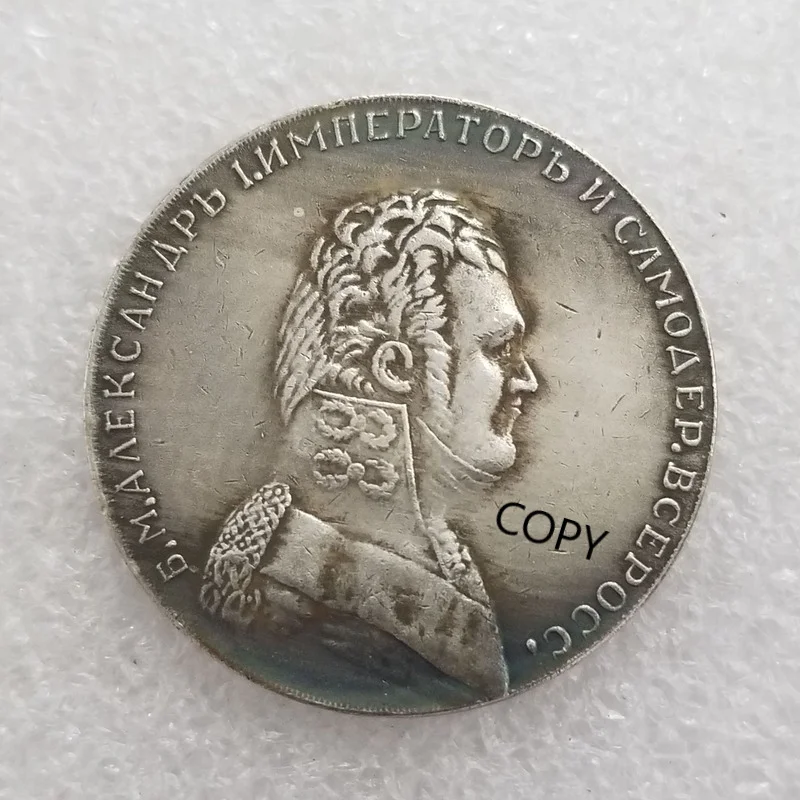 Б.М.АЛЕКСАНДРЪ I.ИМПЕРАТОРЪ И САМОДЕР.ВСЕРОСС,
COPY